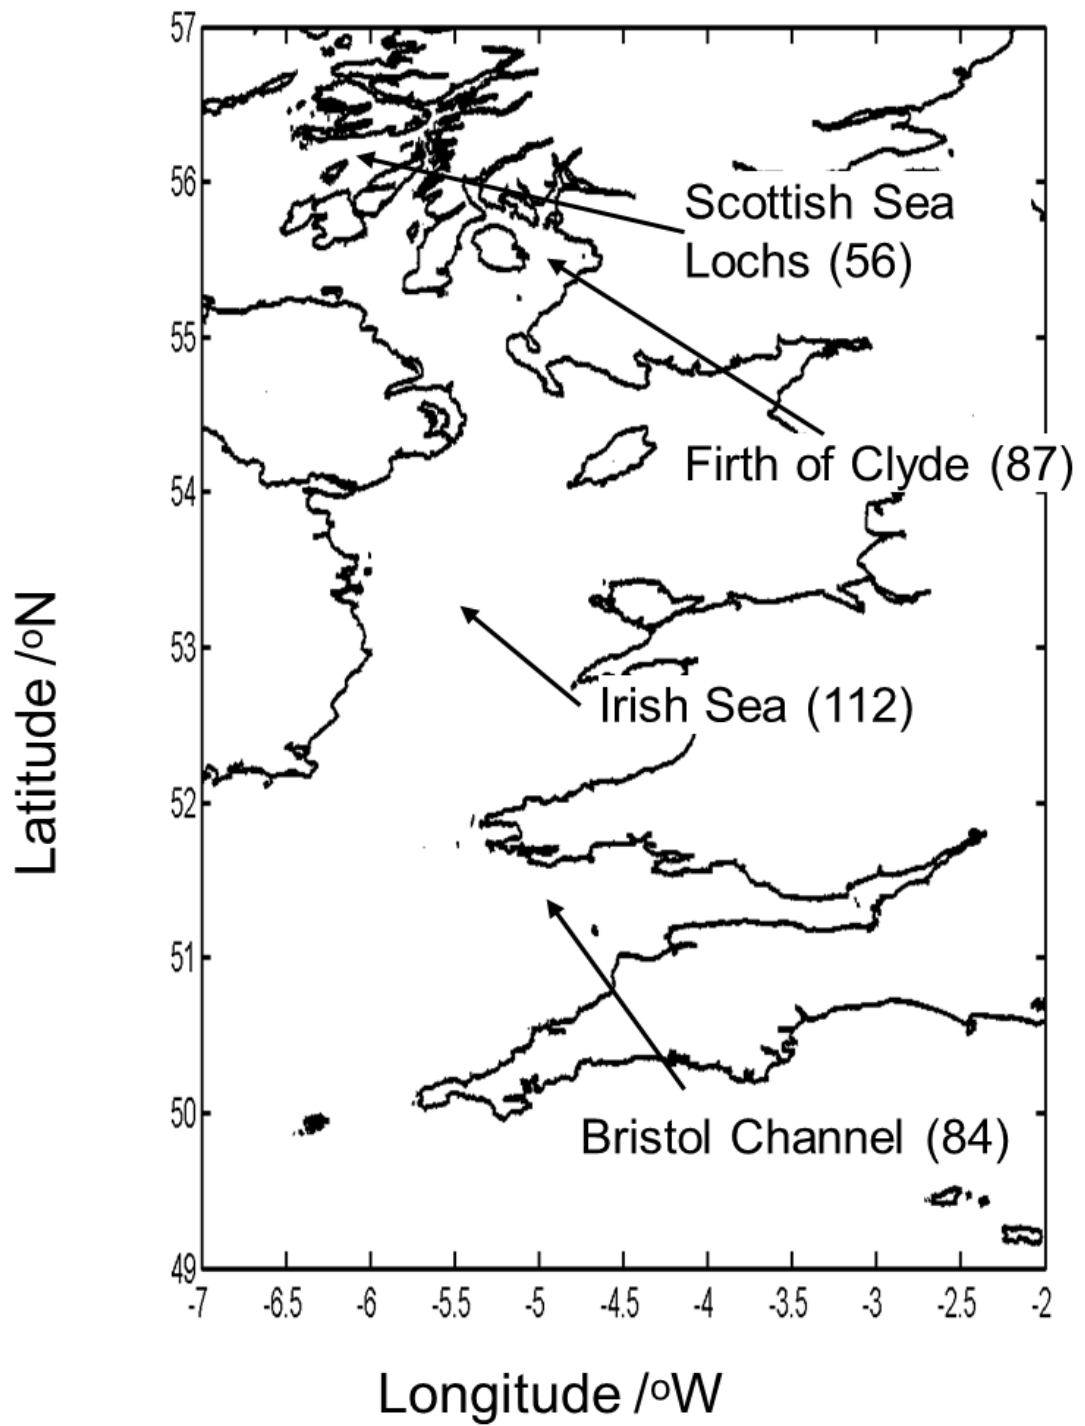 57
56
55
54
53
52
51
50
49
-7
-6.5
-6
-5.5
-5
-4.5
-4
-3.5
-3
-2.5
-2
Latitude /oN
Longitude /oW
Scottish Sea
Lochs (56)
Firth of Clyde (87)
Irish Sea (112)
Bristol Channel (84)